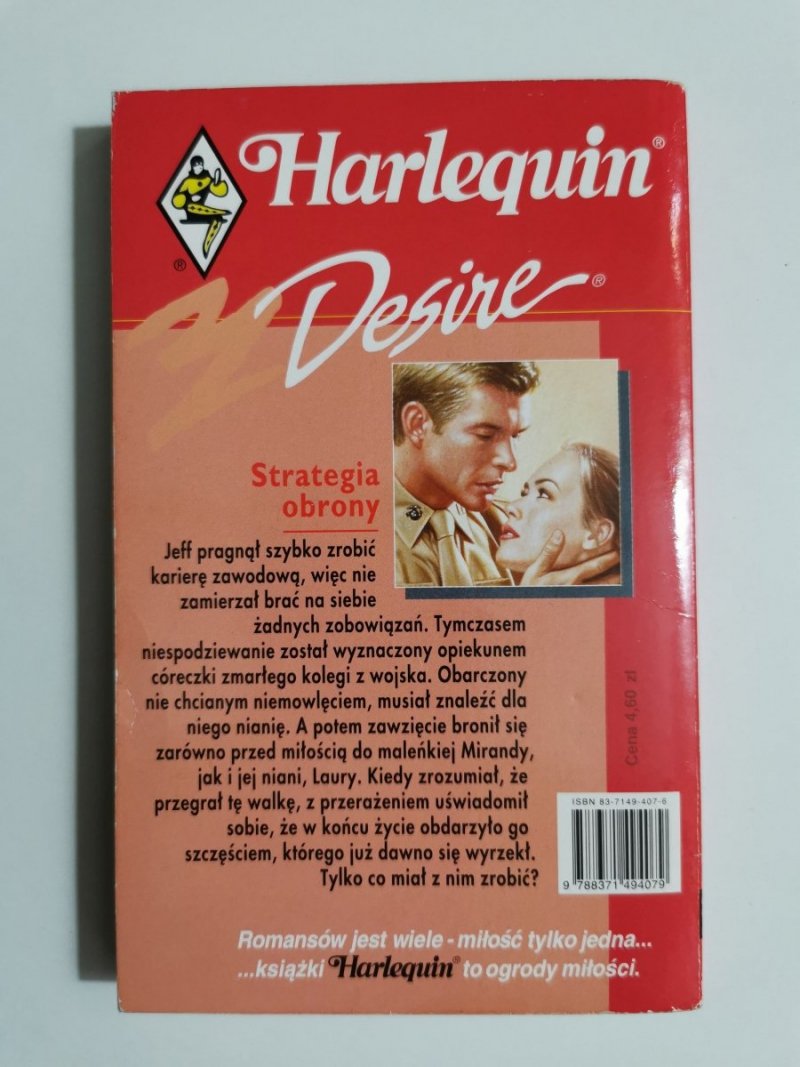 Harlequin®
®
Desire®
Strategia
obrony
Jeff pragnął szybko zrobić
karierę zawodową, więc nie
zamierzał brać na siebie
żadnych zobowiązań. Tymczasem
niespodziewanie został wyznaczony opiekunem
córeczki zmarłego kolegi z wojska. Obarczony
nie chcianym niemowlęciem, musiał znaleźć dla
niego nianię. A potem zawzięcie bronił się
zarówno przed miłością do maleńkiej Mirandy,
jak i jej niani, Laury. Kiedy zrozumiał, że
przegrał tę walkę, z przerażeniem uświadomił
sobie, że w końcu życie obdarzyło go
szczęściem, którego już dawno się wyrzekł.
Tylko co miał z nim zrobić?
Cena 4,60 zł
ISBN 83-7149-407-6
9 788371 494079
Romansów jest wiele - miłość tylko jedna...
...książki Harlequin® to ogrody miłości.